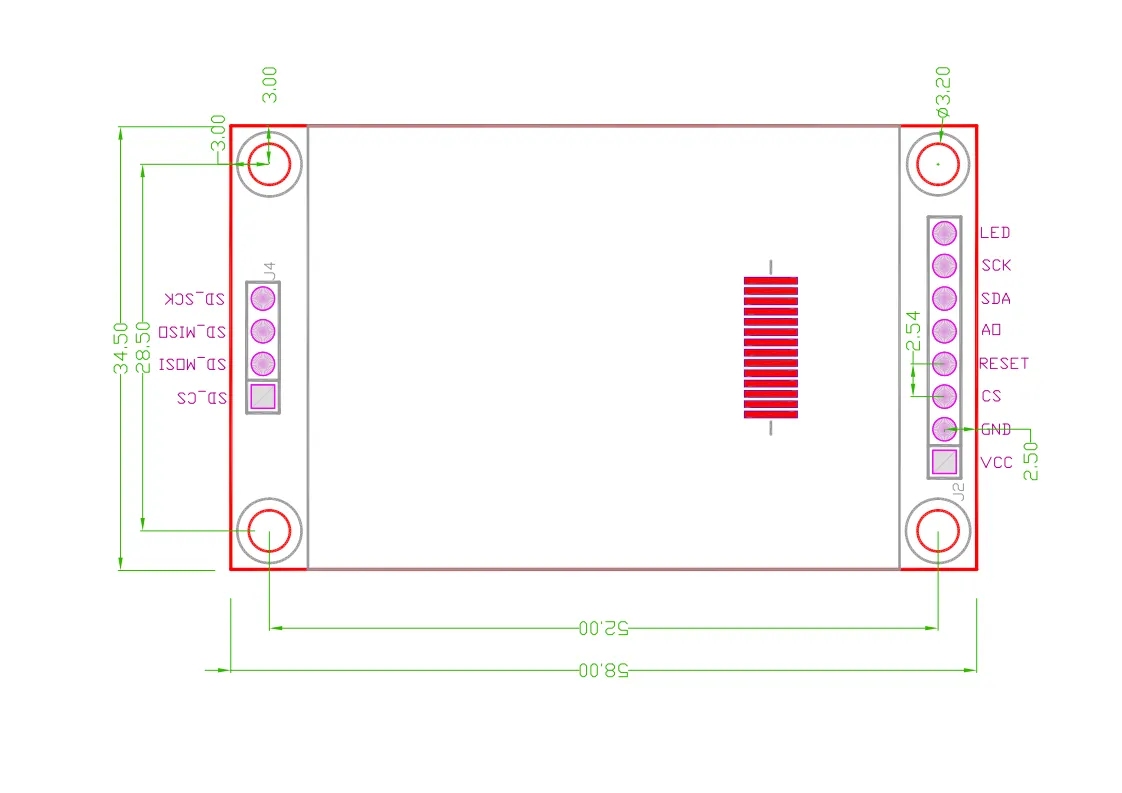 3.00
3.00
ø3.20
LED
SCK
SDA
A0
RESET
CS
GND
VCC
J2
2.54
2.50
J4
SD_SCK
SD_MISO
SD_MOSI
SD_CS
34.50
28.50
52.00
58.00